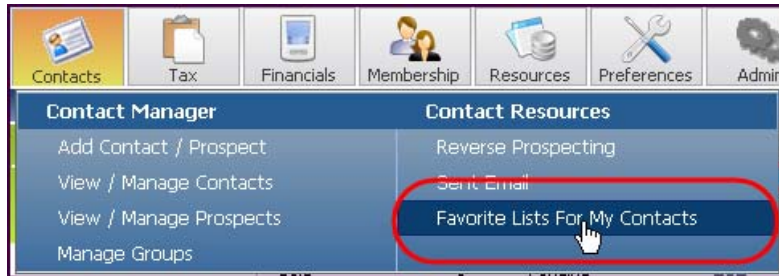 Contacts Tax Financials Membership Resources Preferences Admin
Contact Manager
Add Contact / Prospect
View / Manage Contacts
View / Manage Prospects
Manage Groups
Contact Resources
Reverse Prospecting
Sent Email
Favorite Lists For My Contacts